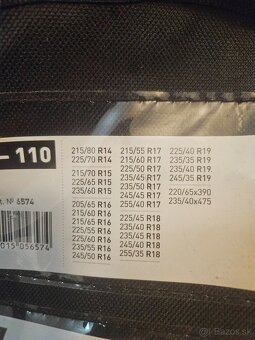 – 110
t. № 6574
015 056574
215/80 R14
225/70 R14
215/70 R15
225/65 R15
235/60 R15
205/65 R16
215/60 R16
215/65 R16
225/55 R16
225/60 R16
235/55 R16
245/50 R16
215/55 R17
215/60 R17
225/50 R17
235/45 R17
235/50 R17
245/45 R17
255/40 R17
225/45 R18
235/40 R18
235/45 R18
245/40 R18
255/35 R18
225/40 R19
235/35 R19
235/40 R19
245/35 R19
220/65x390
235/40x475
bazos.sk